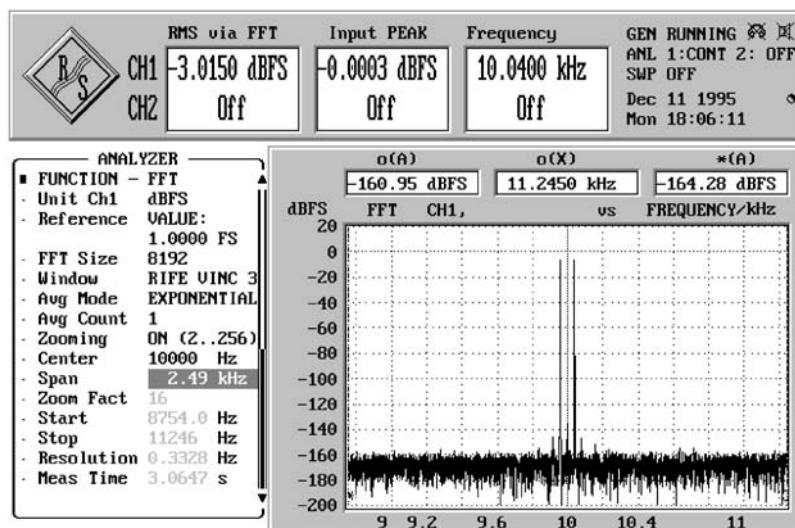 RMS via FFT Input PEAK Frequency GEN RUNNING
CH1 -3.0150 dBFS -0.0003 dBFS 10.0400 kHz ANL 1:CONT 2: OFF
SWP OFF
CH2 Off Off Off Dec 11 1995
Mon 18:06:11
R S
ANALYZER
FUNCTION - FFT
Unit Ch1 dBFS
Reference VALUE:
1.0000 FS
FFT Size 8192
Window RIFE VINC 3
Avg Mode EXPONENTIAL
Avg Count 1
Zooming ON (2..256)
Center 10000 Hz
Span 2.49 kHz
Zoom Fact 16
Start 8754.0 Hz
Stop 11246 Hz
Resolution 0.3328 Hz
Meas Time 3.0647 s
o(A) o(X) *(A)
-160.95 dBFS 11.2450 kHz -164.28 dBFS
dBFS FFT CH1, vs FREQUENCY/kHz
20
0
-20
-40
-60
-80
-100
-120
-140
-160
-180
-200
9 9.2 9.6 10 10.4 11